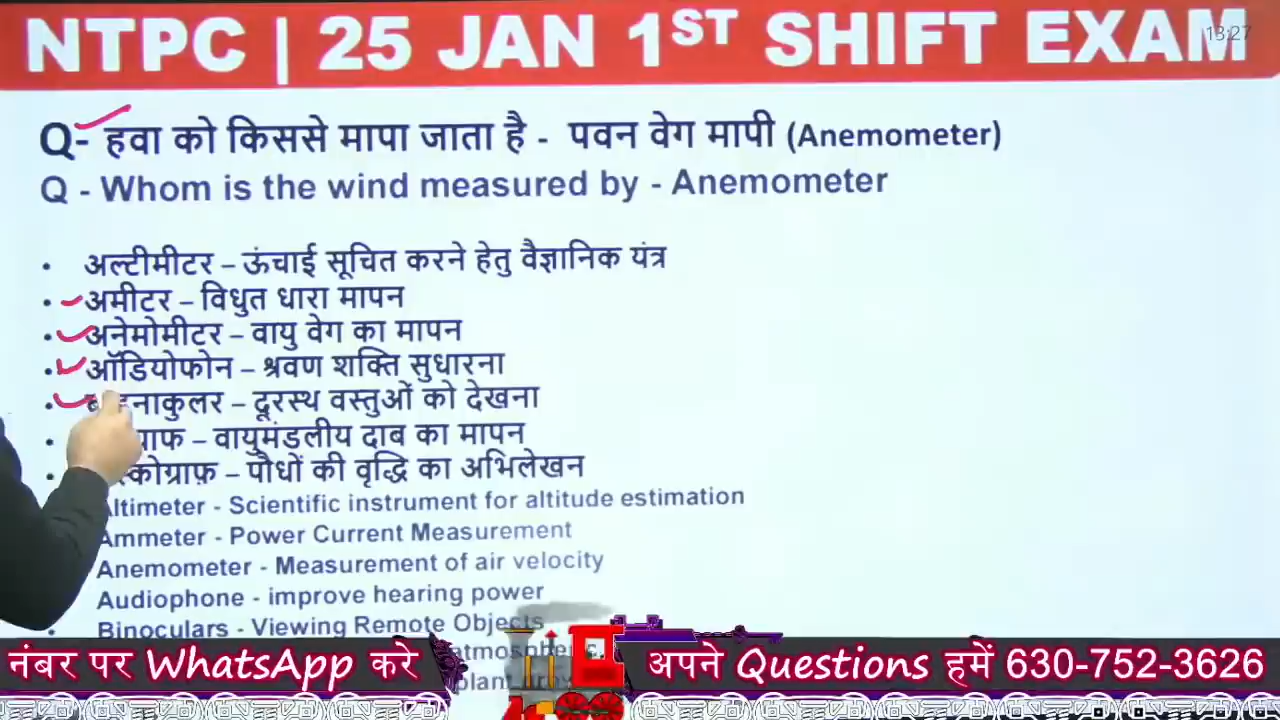 NTPC | 25 JAN 1ST SHIFT EXAM
13:27
Q- हवा को किससे मापा जाता है - पवन वेग मापी (Anemometer)
Q - Whom is the wind measured by - Anemometer
• अल्टीमीटर – ऊंचाई सूचित करने हेतु वैज्ञानिक यंत्र
• अमीटर – विधुत धारा मापन
• अनेमोमीटर – वायु वेग का मापन
• ऑडियोफोन – श्रवण शक्ति सुधारना
• – दूरस्थ वस्तुओं को देखना
• – वायुमंडलीय दाब का मापन
• – पौधों की वृद्धि का अभिलेखन
Altimeter - Scientific instrument for altitude estimation
Ammeter - Power Current Measurement
Anemometer - Measurement of air velocity
Audiophone - improve hearing power
• Binoculars - Viewing Remote Objects
नंबर पर WhatsApp करे
अपने Questions हमें 630-752-3626